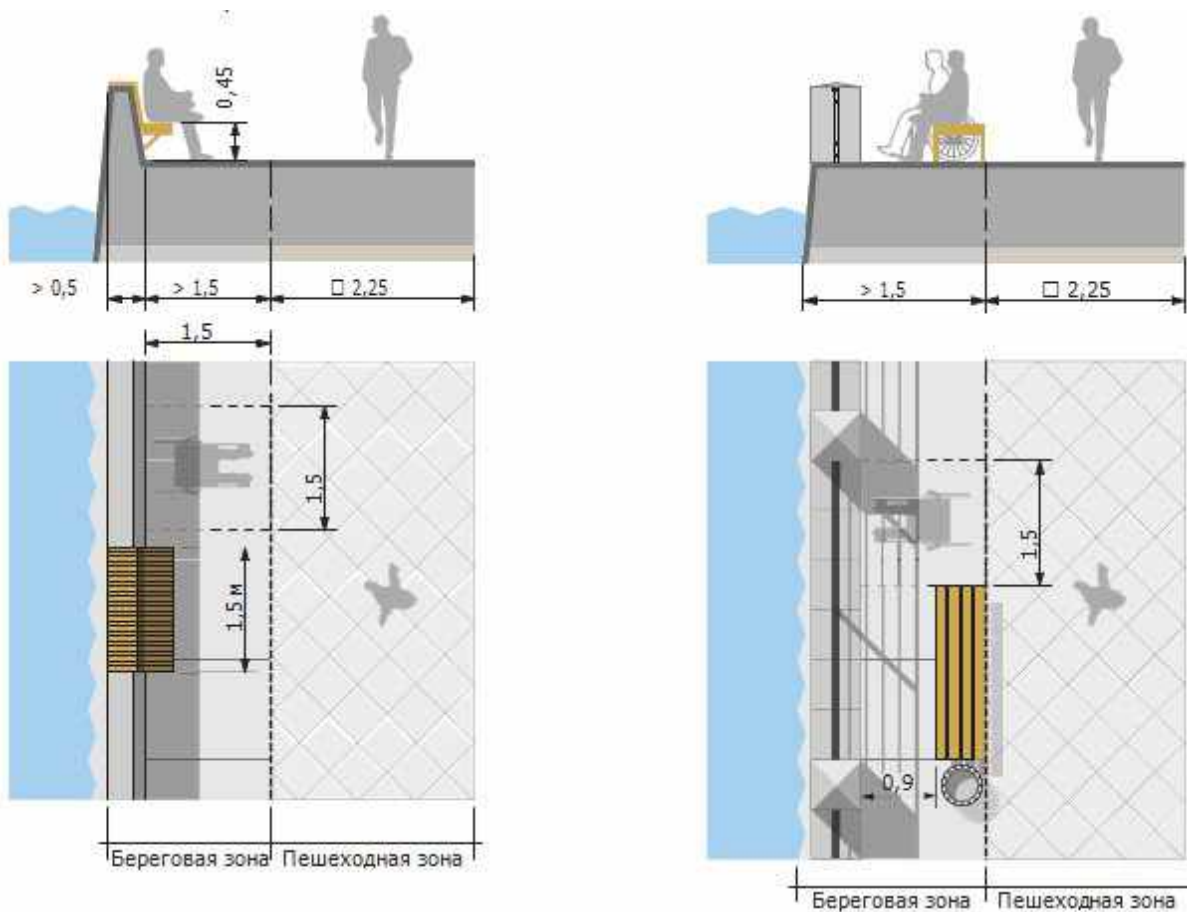 0,45
> 0,5
> 1,5
□ 2,25
> 1,5
□ 2,25
1,5
1,5
1,5 м
1,5
0,9
Береговая зона
Пешеходная зона
Береговая зона
Пешеходная зона